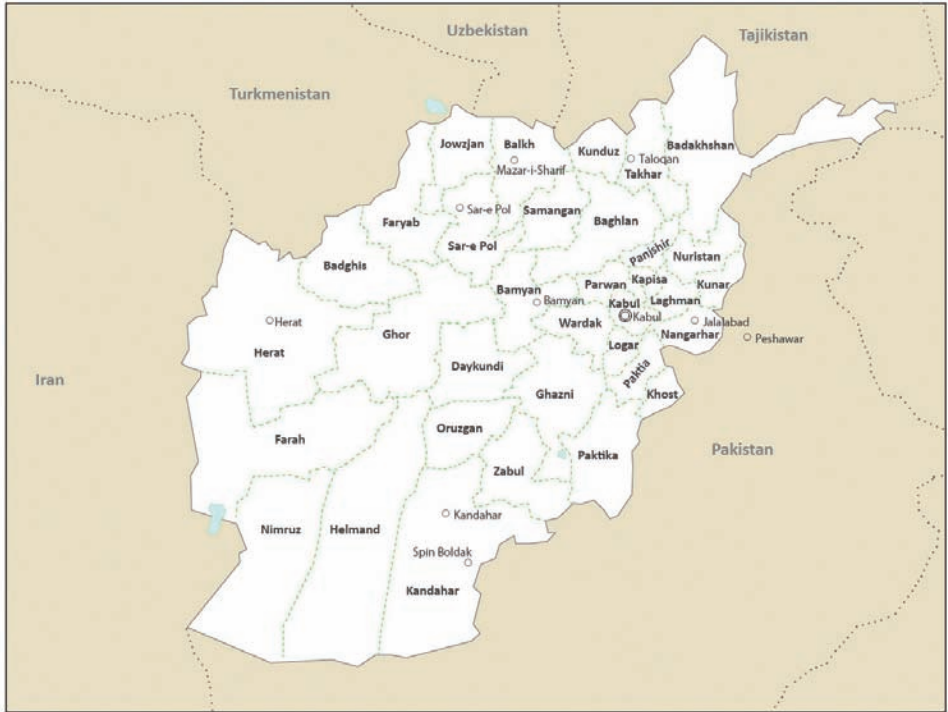 Uzbekistan
Tajikistan
Turkmenistan
Jowzjan
Balkh
Mazar-i-Sharif
Kunduz
Taloqan
Takhar
Badakhshan
Sar-e Pol
Samangan
Baghlan
Faryab
Sar-e Pol
Panjshir
Nuristan
Badghis
Bamyan
Bamyan
Parwan
Kapisa
Kunar
Laghman
Kabul
Kabul
Jalalabad
Nangarhar
Peshawar
Herat
Herat
Ghor
Wardak
Logar
Iran
Daykundi
Paktia
Ghazni
Khost
Farah
Oruzgan
Zabul
Paktika
Pakistan
Kandahar
Nimruz
Helmand
Spin Boldak
Kandahar